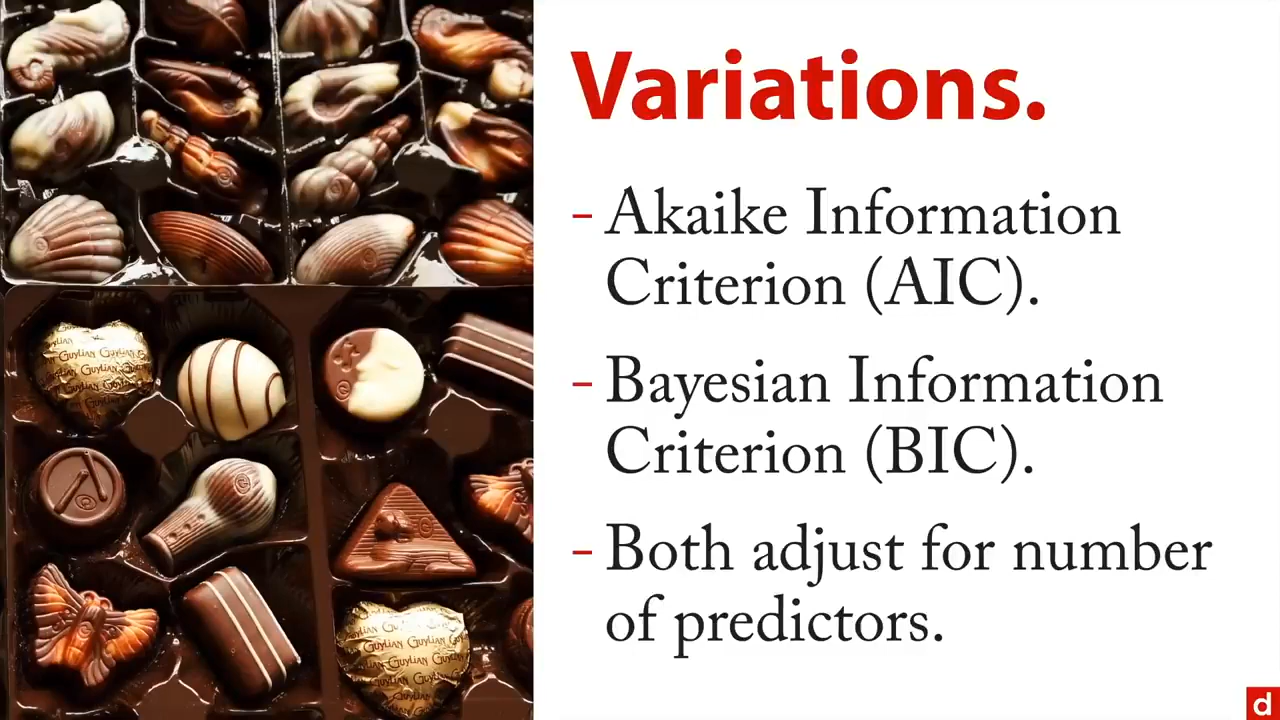 Variations.
- Akaike Information
Criterion (AIC).
- Bayesian Information
Criterion (BIC).
- Both adjust for number
of predictors.
GUYLIAN GUYLIAN
GUYLIAN GUYLIAN
d